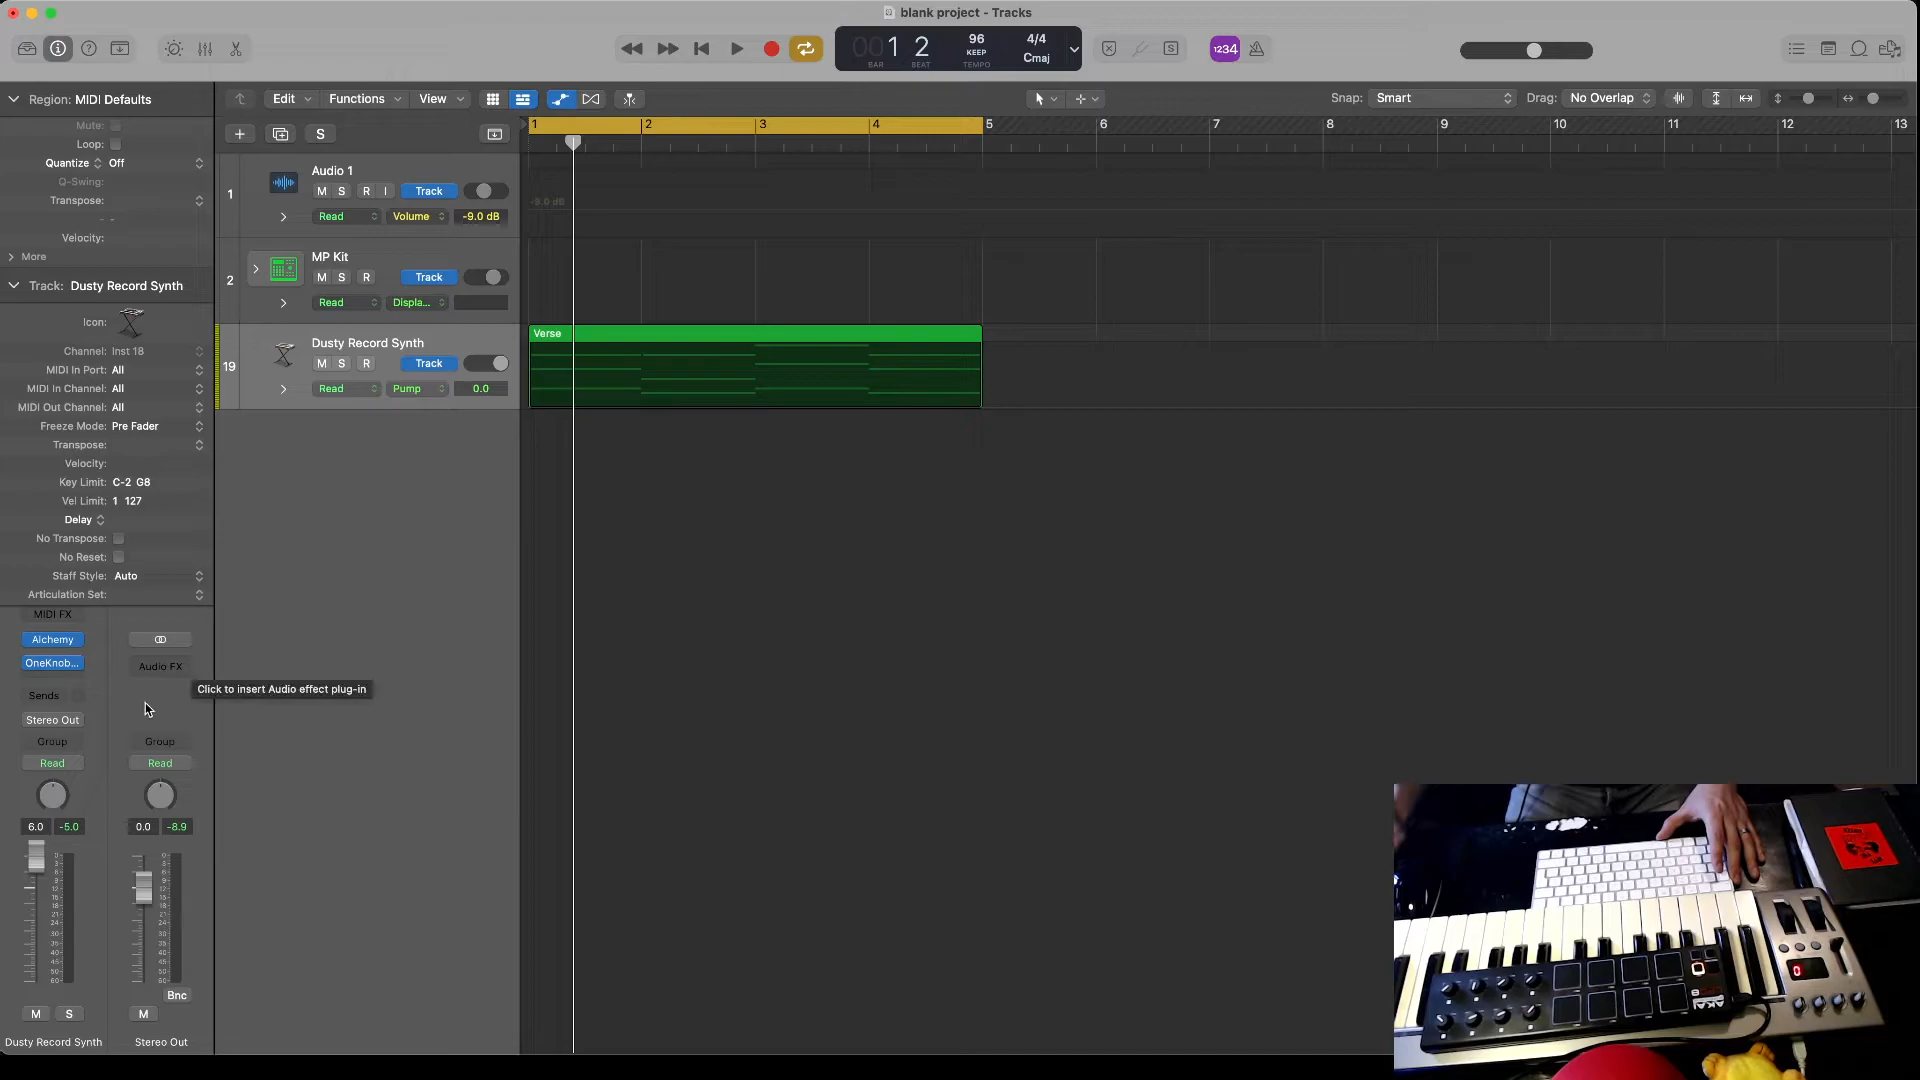 blank project - Tracks
001 2
BAR BEAT
96
KEEP
TEMPO
4/4
Cmaj
1234
S
Region: MIDI Defaults
Mute:
Loop:
Quantize Off
Q-Swing:
Transpose:
- -
Velocity:
More
Track: Dusty Record Synth
Icon:
Channel: Inst 18
MIDI In Port: All
MIDI In Channel: All
MIDI Out Channel: All
Freeze Mode: Pre Fader
Transpose:
Velocity:
Key Limit: C-2 G8
Vel Limit: 1 127
Delay
No Transpose:
No Reset:
Staff Style: Auto
Articulation Set:
MIDI FX
Alchemy
OneKnob...
Audio FX
Sends
Stereo Out
Click to insert Audio effect plug-in
Group Group
Read Read
6.0 -5.0 0.0 -8.9
Bnc
M S M
Dusty Record Synth Stereo Out
Edit Functions View
Snap: Smart Drag: No Overlap
S
1 2 3 4 5 6 7 8 9 10 11 12 13
1
Audio 1
M S R I Track
Read Volume -9.0 dB
-9.0 dB
2
MP Kit
M S R Track
Read Displa...
19
Dusty Record Synth
M S R Track
Read Pump 0.0
Verse
AKAI